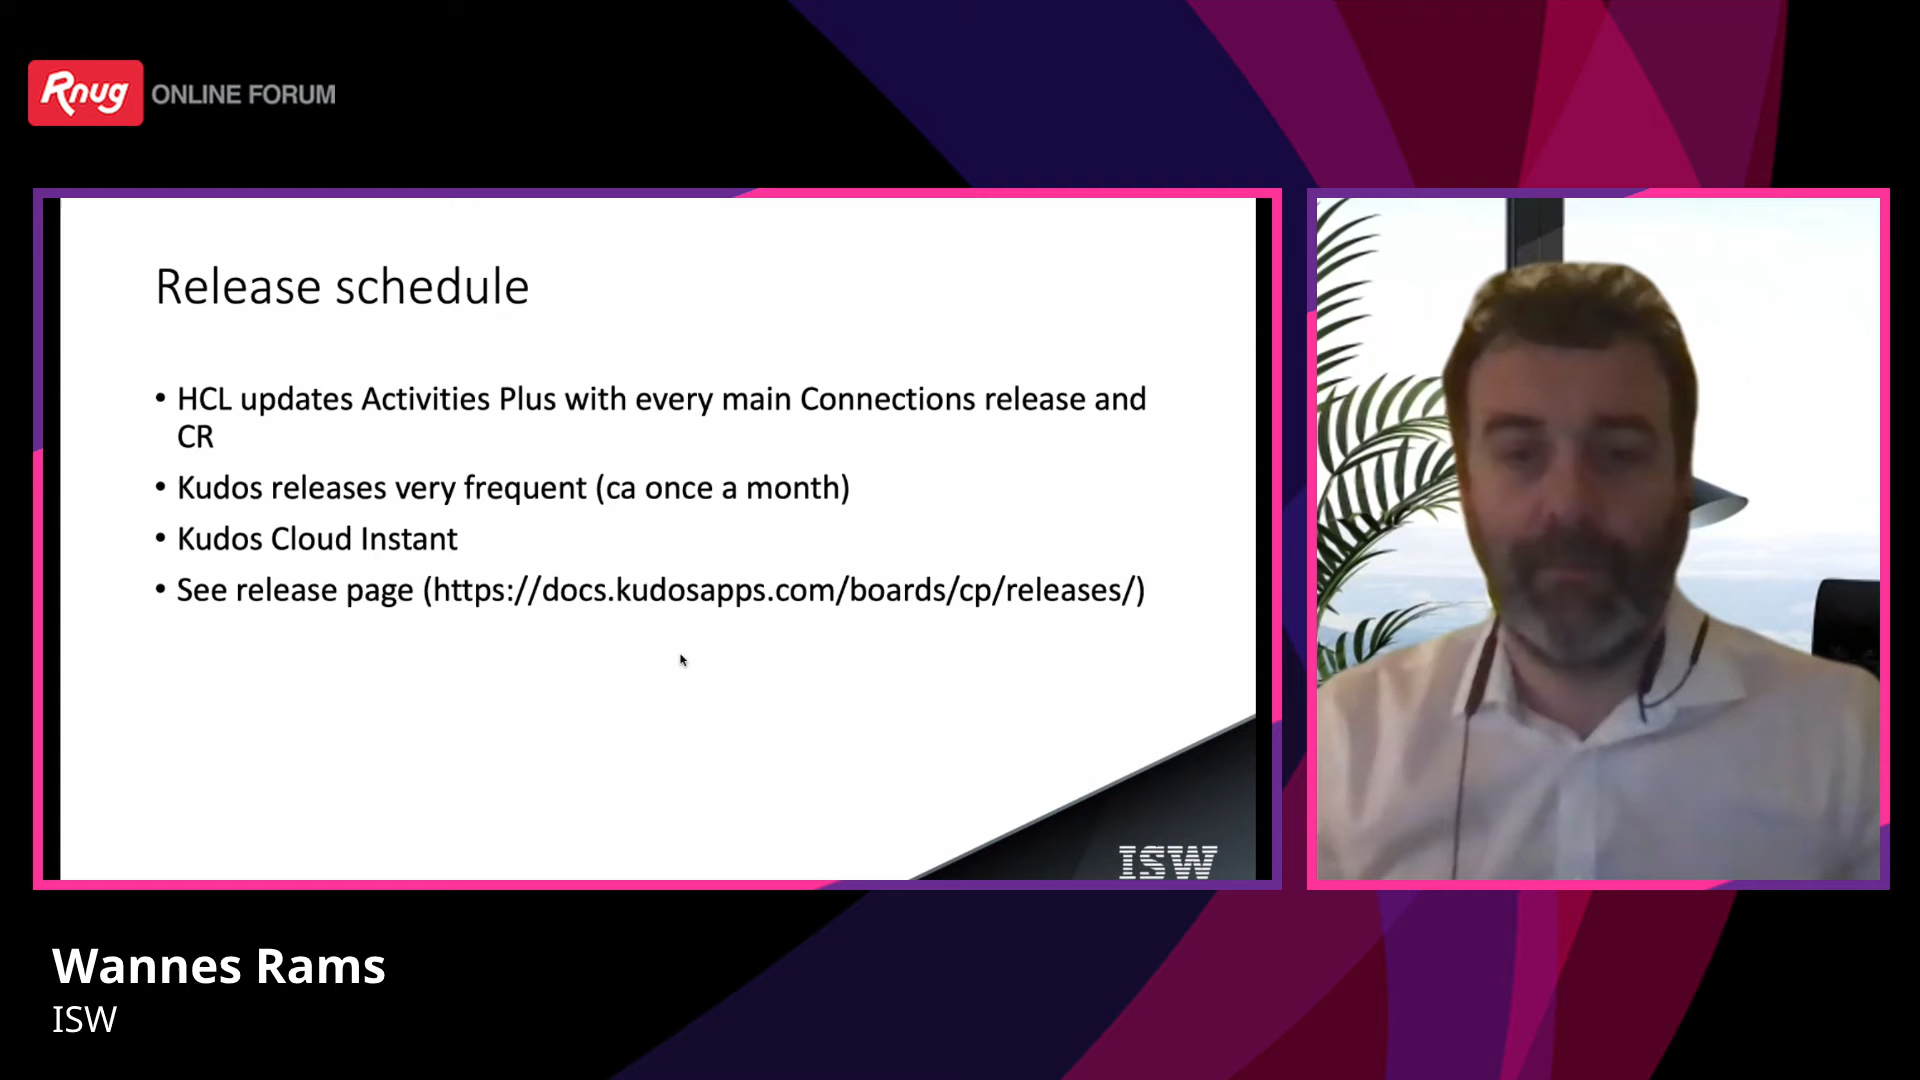 Rnug ONLINE FORUM
Release schedule
• HCL updates Activities Plus with every main Connections release and
CR
• Kudos releases very frequent (ca once a month)
• Kudos Cloud Instant
• See release page (https://docs.kudosapps.com/boards/cp/releases/)
ISW
Wannes Rams
ISW